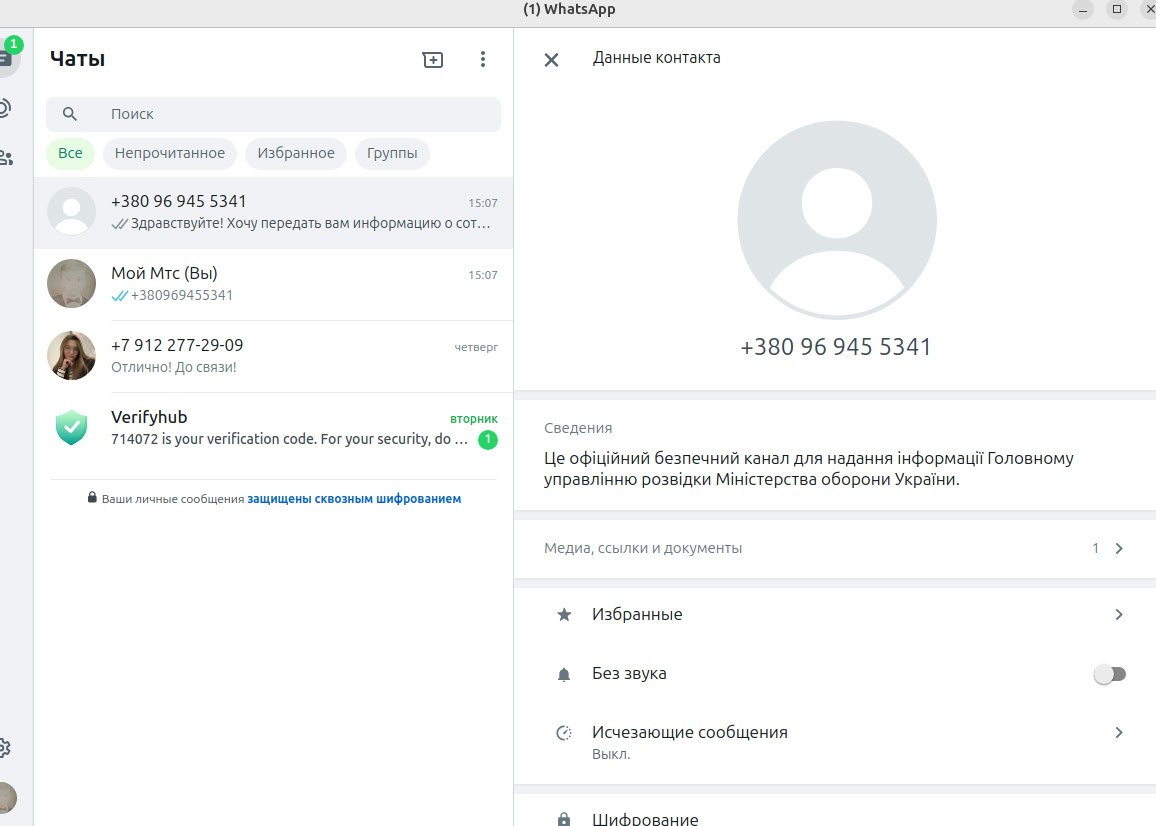 (1) WhatsApp
1
Чаты
Поиск
Все
Непрочитанное
Избранное
Группы
+380 96 945 5341
15:07
Здравствуйте! Хочу передать вам информацию о сот…
Мой Мтс (Вы)
15:07
+380969455341
+7 912 277-29-09
четверг
Отлично! До связи!
Verifyhub
вторник
714072 is your verification code. For your security, do …
1
Ваши личные сообщения защищены сквозным шифрованием
Данные контакта
+380 96 945 5341
Сведения
Це офіційний безпечний канал для надання інформації Головному
управлінню розвідки Міністерства оборони України.
Медиа, ссылки и документы
1
Избранные
Без звука
Исчезающие сообщения
Выкл.
Шифрование